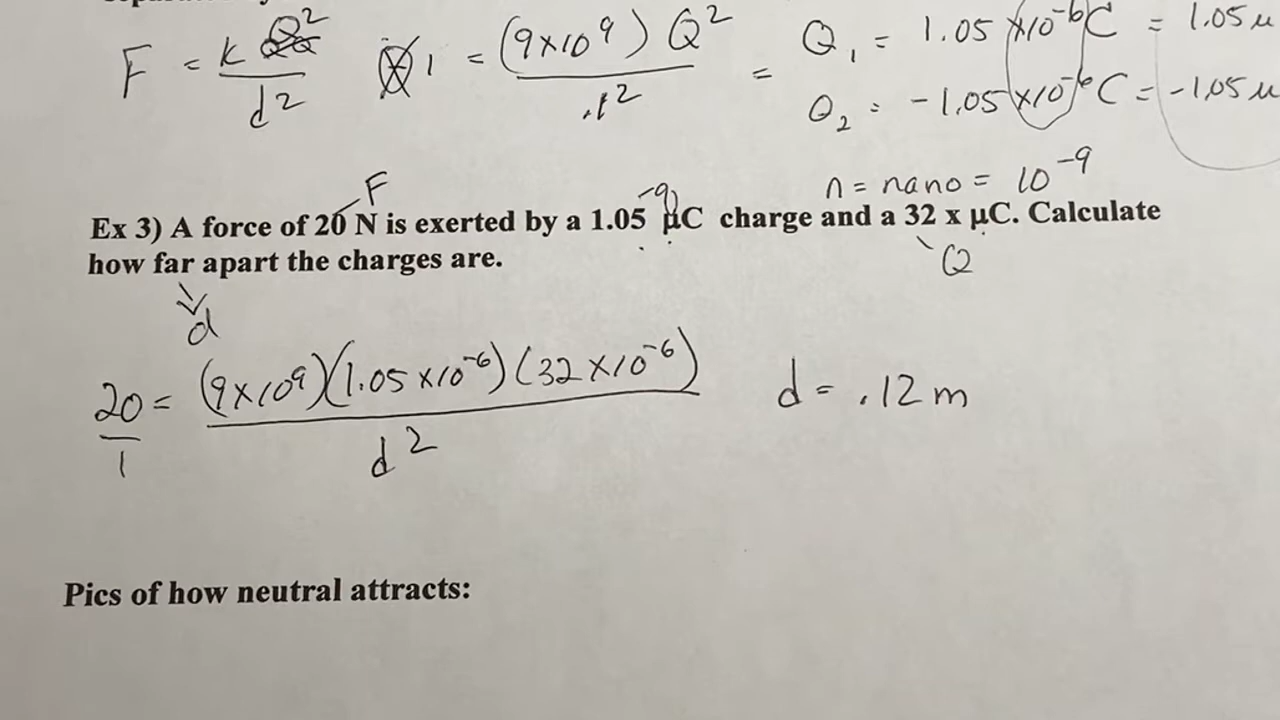 F = k Q² / d² 1 = (9×10⁹) Q² / .1² = Q₁ = 1.05 ×10⁻⁶ C = 1.05 μ
Q₂ = -1.05 ×10⁻⁶ C = -1.05 μ
n = nano = 10⁻⁹
F -9
Ex 3) A force of 20 N is exerted by a 1.05 μC charge and a 32 x μC. Calculate
how far apart the charges are.
Q
d
20/1 = (9×10⁹)(1.05 ×10⁻⁶)(32 ×10⁻⁶) / d² d = .12 m
Pics of how neutral attracts: